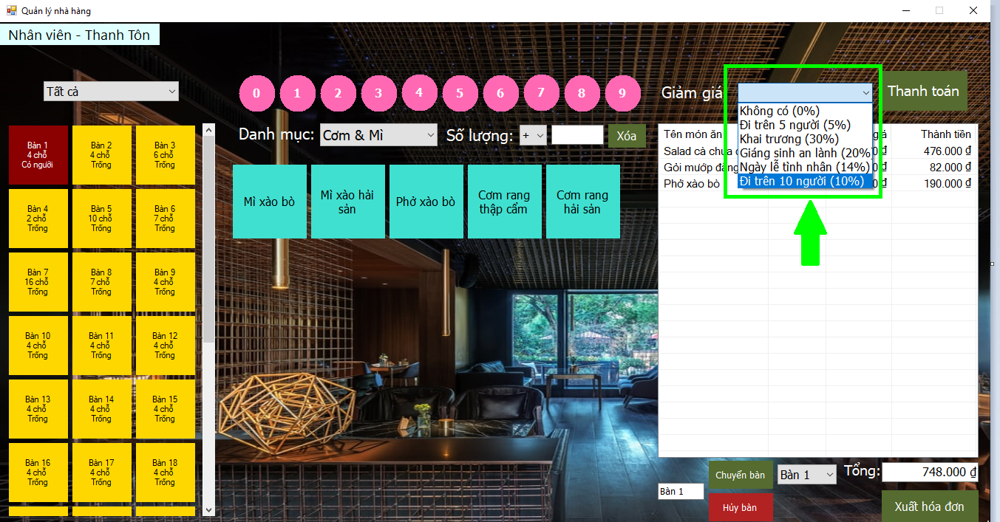 Quản lý nhà hàng
Nhân viên - Thanh Tôn
Tất cả
0 1 2 3 4 5 6 7 8 9
Giảm giá
Thanh toán
Danh mục: Cơm & Mì
Số lượng: +
Xóa
Không có (0%)
Đi trên 5 người (5%)
Khai trương (30%)
Giáng sinh an lành (20%)
Ngày lễ tình nhân (14%)
Đi trên 10 người (10%)
Tên món ăn
Thành tiền
Salad cà chua
476.000 ₫
Gỏi mướp đắng
82.000 ₫
Phở xào bò
190.000 ₫
Bàn 1
4 chỗ
Có người
Bàn 2
4 chỗ
Trống
Bàn 3
6 chỗ
Trống
Bàn 4
2 chỗ
Trống
Bàn 5
10 chỗ
Trống
Bàn 6
7 chỗ
Trống
Bàn 7
16 chỗ
Trống
Bàn 8
7 chỗ
Trống
Bàn 9
4 chỗ
Trống
Bàn 10
4 chỗ
Trống
Bàn 11
4 chỗ
Trống
Bàn 12
4 chỗ
Trống
Bàn 13
4 chỗ
Trống
Bàn 14
4 chỗ
Trống
Bàn 15
4 chỗ
Trống
Bàn 16
4 chỗ
Trống
Bàn 17
4 chỗ
Trống
Bàn 18
4 chỗ
Trống
Mì xào bò
Mì xào hải
sản
Phở xào bò
Cơm rang
thập cẩm
Cơm rang
hải sản
Bàn 1
Chuyển bàn
Bàn 1
Tổng: 748.000 ₫
Hủy bàn
Xuất hóa đơn